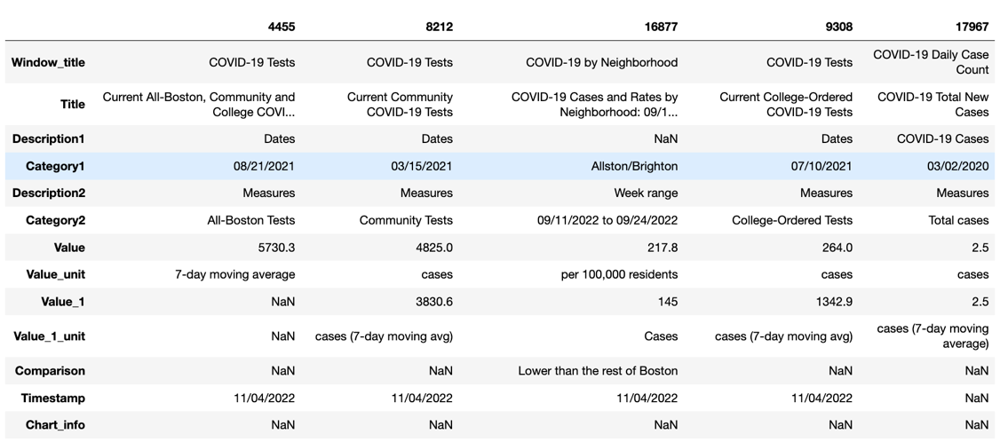 4455 8212 16877 9308 17967
Window_title COVID-19 Tests COVID-19 Tests COVID-19 by Neighborhood COVID-19 Tests COVID-19 Daily Case
Count
Title Current All-Boston, Community and Current Community COVID-19 Cases and Rates by Current College-Ordered COVID-19 Total New
College COVI... COVID-19 Tests Neighborhood: 09/1... COVID-19 Tests Cases
Description1 Dates Dates NaN Dates COVID-19 Cases
Category1 08/21/2021 03/15/2021 Allston/Brighton 07/10/2021 03/02/2020
Description2 Measures Measures Week range Measures Measures
Category2 All-Boston Tests Community Tests 09/11/2022 to 09/24/2022 College-Ordered Tests Total cases
Value 5730.3 4825.0 217.8 264.0 2.5
Value_unit 7-day moving average cases per 100,000 residents cases cases
Value_1 NaN 3830.6 145 1342.9 2.5
Value_1_unit NaN cases (7-day moving avg) Cases cases (7-day moving avg) cases (7-day moving
average)
Comparison NaN NaN Lower than the rest of Boston NaN NaN
Timestamp 11/04/2022 11/04/2022 11/04/2022 11/04/2022 NaN
Chart_info NaN NaN NaN NaN NaN